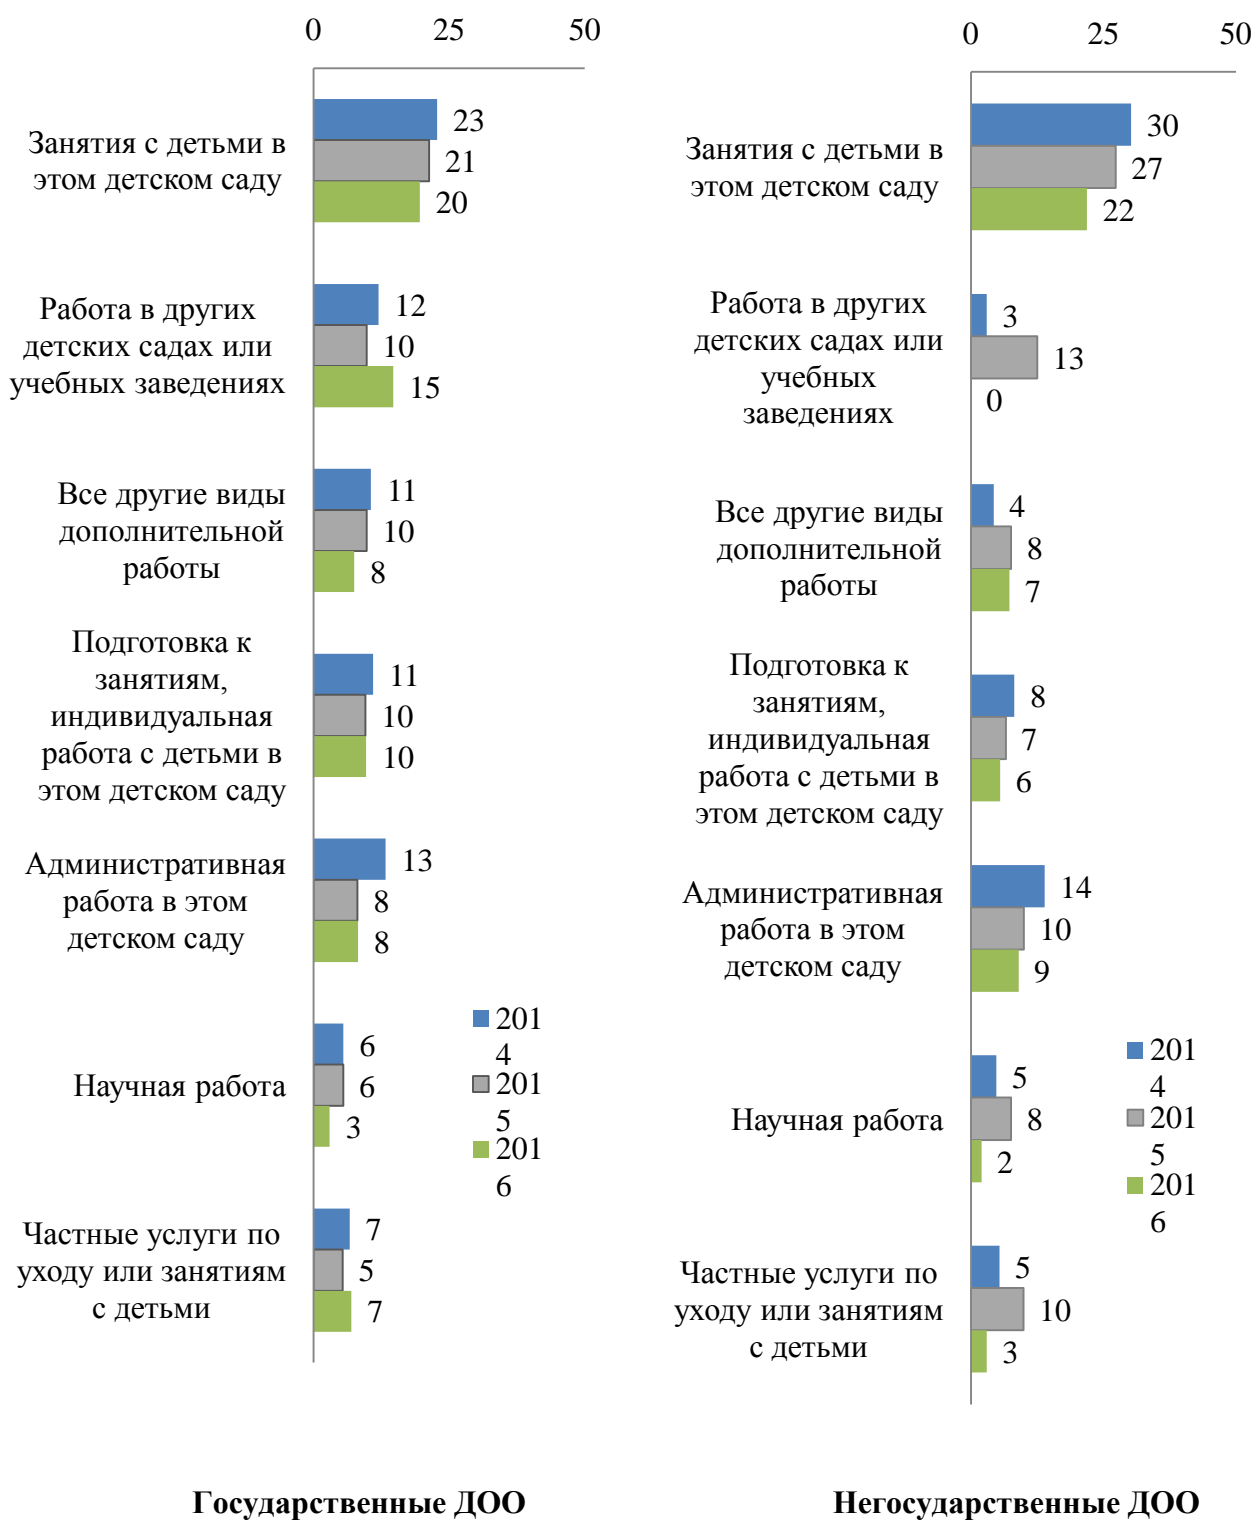 0 25 50
Занятия с детьми в
этом детском саду
23
21
20
Работа в других
детских садах или
учебных заведениях
12
10
15
Все другие виды
дополнительной
работы
11
10
8
Подготовка к
занятиям,
индивидуальная
работа с детьми в
этом детском саду
11
10
10
Административная
работа в этом
детском саду
13
8
8
Научная работа
6
6
3
201
4
201
5
201
6
Частные услуги по
уходу или занятиям
с детьми
7
5
7
Государственные ДОО
0 25 50
Занятия с детьми в
этом детском саду
30
27
22
Работа в других
детских садах или
учебных
заведениях
3
13
0
Все другие виды
дополнительной
работы
4
8
7
Подготовка к
занятиям,
индивидуальная
работа с детьми в
этом детском саду
8
7
6
Административная
работа в этом
детском саду
14
10
9
Научная работа
5
8
2
201
4
201
5
201
6
Частные услуги по
уходу или занятиям
с детьми
5
10
3
Негосударственные ДОО